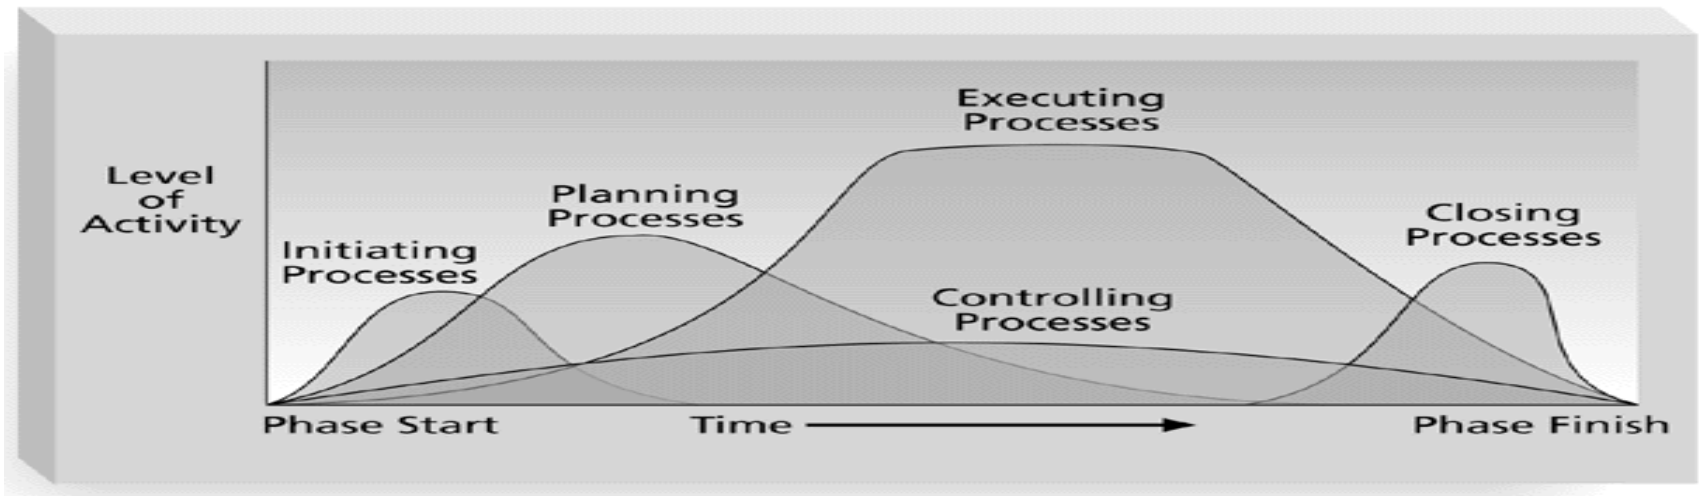 Executing
Processes
Level
of
Activity
Planning
Processes
Closing
Processes
Initiating
Processes
Controlling
Processes
Phase Start
Time
Phase Finish